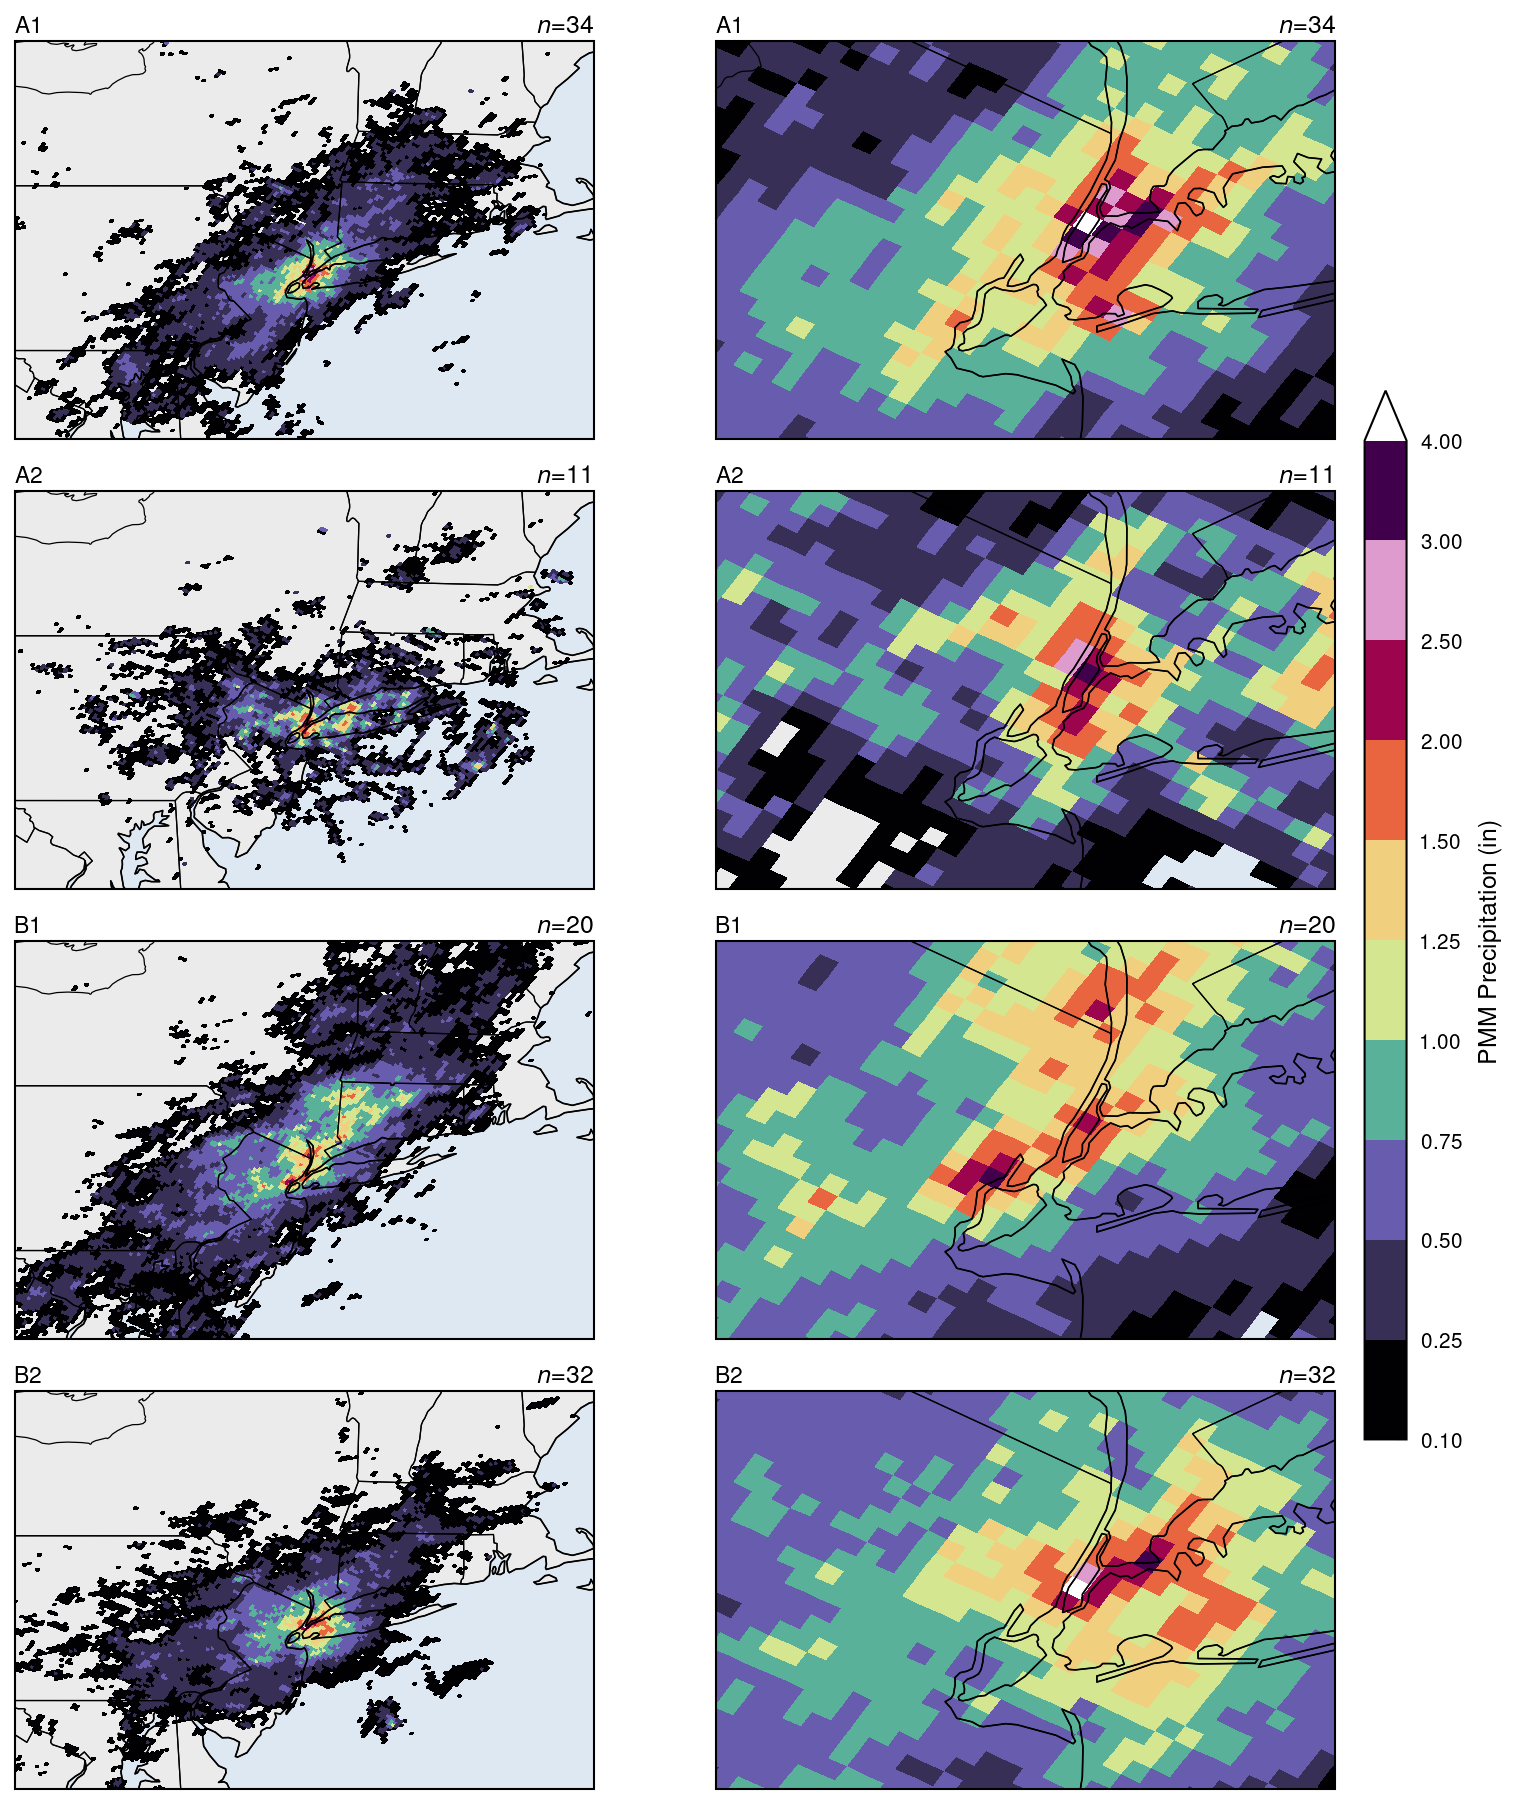 A1 n=34
A1 n=34
A2 n=11
A2 n=11
B1 n=20
B1 n=20
B2 n=32
B2 n=32
4.00
3.00
2.50
2.00
1.50
1.25
1.00
0.75
0.50
0.25
0.10
PMM Precipitation (in)